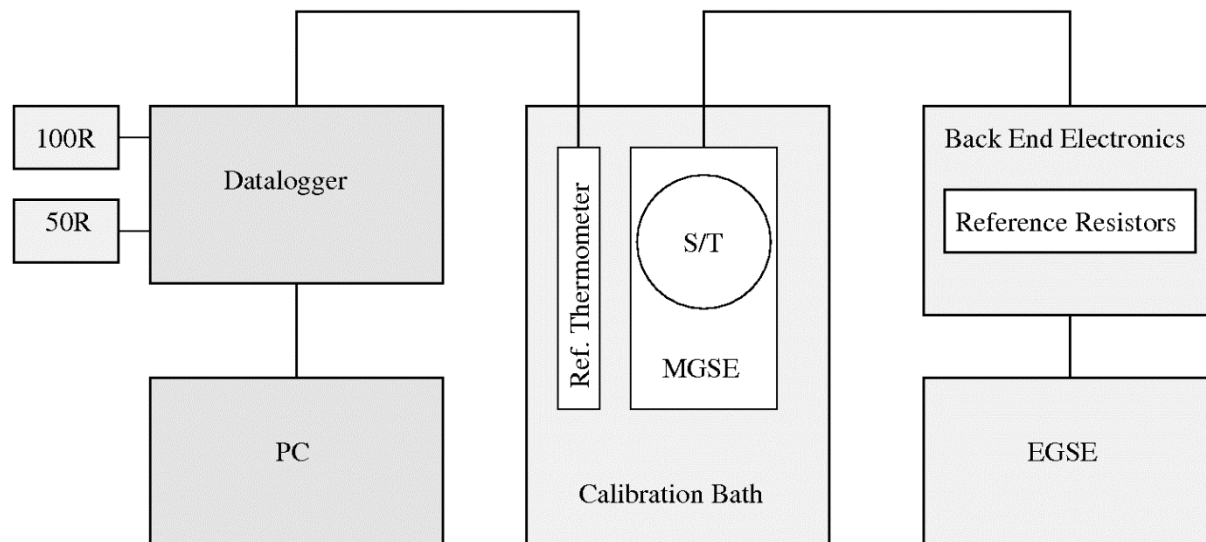 100R
50R
Datalogger
PC
Ref. Thermometer
S/T
MGSE
Calibration Bath
Back End Electronics
Reference Resistors
EGSE